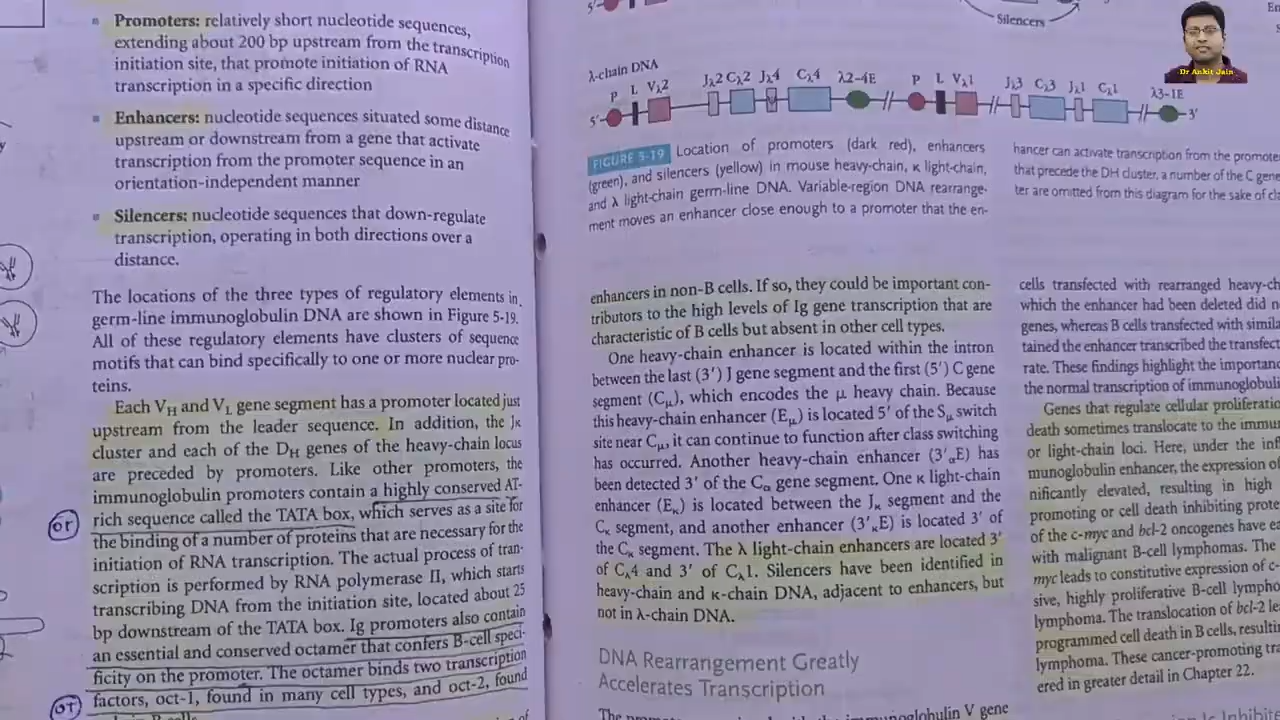 Promoters: relatively short nucleotide sequences,
extending about 200 bp upstream from the transcription
initiation site, that promote initiation of RNA
transcription in a specific direction
Enhancers: nucleotide sequences situated some distance
upstream or downstream from a gene that activate
transcription from the promoter sequence in an
orientation-independent manner
Silencers: nucleotide sequences that down-regulate
transcription, operating in both directions over a
distance.
The locations of the three types of regulatory elements in
germ-line immunoglobulin DNA are shown in Figure 5-19.
All of these regulatory elements have clusters of sequence
motifs that can bind specifically to one or more nuclear pro-
teins.
Each VH and VL gene segment has a promoter located just
upstream from the leader sequence. In addition, the Jκ
cluster and each of the DH genes of the heavy-chain locus
are preceded by promoters. Like other promoters, the
immunoglobulin promoters contain a highly conserved AT-
rich sequence called the TATA box, which serves as a site for
the binding of a number of proteins that are necessary for the
initiation of RNA transcription. The actual process of tran-
scription is performed by RNA polymerase II, which starts
transcribing DNA from the initiation site, located about 25
bp downstream of the TATA box. Ig promoters also contain
an essential and conserved octamer that confers B-cell speci-
ficity on the promoter. The octamer binds two transcription
factors, oct-1, found in many cell types, and oct-2, found
Silencers
λ-chain DNA
P L Vλ2 Jλ2 Cλ2 Jλ4 Cλ4 λ2-4E P L Vλ1 Jλ3 Cλ3 Jλ1 Cλ1 λ3-1E
5′ 3′
FIGURE 5-19 Location of promoters (dark red), enhancers
(green), and silencers (yellow) in mouse heavy-chain, κ light-chain,
and λ light-chain germ-line DNA. Variable-region DNA rearrange-
ment moves an enhancer close enough to a promoter that the en-
hancer can activate transcription from the promote
that precede the DH cluster, a number of the C gene
ter are omitted from this diagram for the sake of cl
enhancers in non-B cells. If so, they could be important con-
tributors to the high levels of Ig gene transcription that are
characteristic of B cells but absent in other cell types.
One heavy-chain enhancer is located within the intron
between the last (3′) J gene segment and the first (5′) C gene
segment (Cμ), which encodes the μ heavy chain. Because
this heavy-chain enhancer (Eμ) is located 5′ of the Sμ switch
site near Cμ, it can continue to function after class switching
has occurred. Another heavy-chain enhancer (3′αE) has
been detected 3′ of the Cα gene segment. One κ light-chain
enhancer (Eκ) is located between the Jκ segment and the
Cκ segment, and another enhancer (3′κE) is located 3′ of
the Cκ segment. The λ light-chain enhancers are located 3′
of Cλ4 and 3′ of Cλ1. Silencers have been identified in
heavy-chain and κ-chain DNA, adjacent to enhancers, but
not in λ-chain DNA.
DNA Rearrangement Greatly
Accelerates Transcription
cells transfected with rearranged heavy-ch
which the enhancer had been deleted did n
genes, whereas B cells transfected with simila
tained the enhancer transcribed the transfect
rate. These findings highlight the importanc
the normal transcription of immunoglobuli
Genes that regulate cellular proliferatio
death sometimes translocate to the immu
or light-chain loci. Here, under the inf
munoglobulin enhancer, the expression of
nificantly elevated, resulting in high
promoting or cell death inhibiting prote
of the c-myc and bcl-2 oncogenes have ea
with malignant B-cell lymphomas. The
myc leads to constitutive expression of c-
sive, highly proliferative B-cell lympho
lymphoma. The translocation of bcl-2 le
programmed cell death in B cells, resultin
lymphoma. These cancer-promoting tra
ered in greater detail in Chapter 22.
Dr Ankit Jain